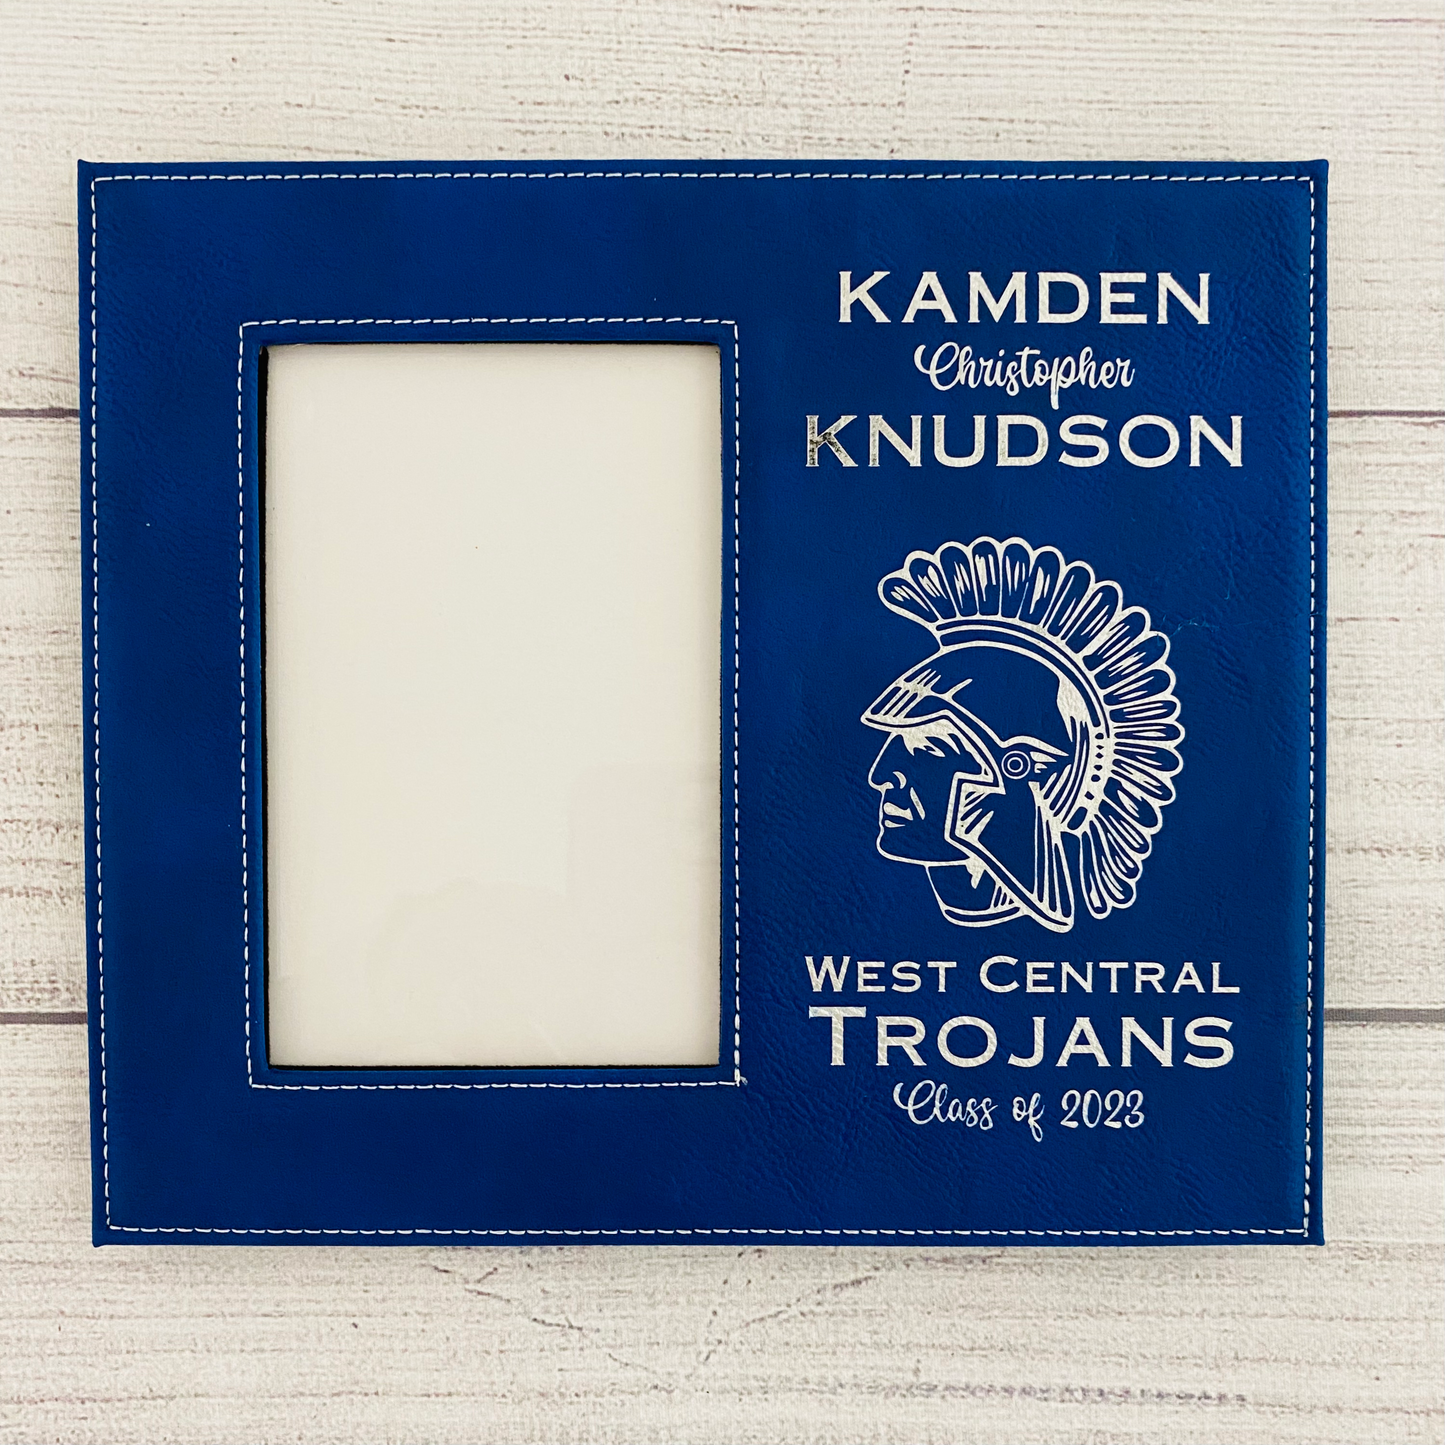 KAMDEN
Christopher
KNUDSON
WEST CENTRAL
TROJANS
Class of 2023